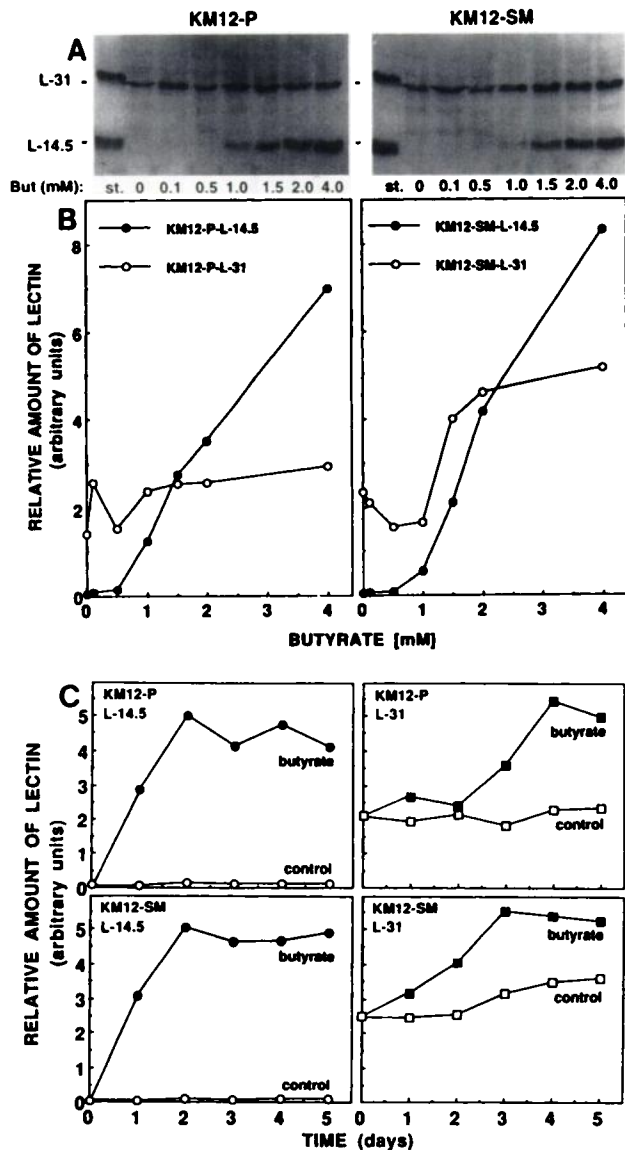 KM12-P
KM12-SM
A
L-31
L-14.5
But (mM): st. 0 0.1 0.5 1.0 1.5 2.0 4.0
st. 0 0.1 0.5 1.0 1.5 2.0 4.0
B
KM12-P-L-14.5
KM12-P-L-31
KM12-SM-L-14.5
KM12-SM-L-31
RELATIVE AMOUNT OF LECTIN
(arbitrary units)
8
6
4
2
0
0 1 2 3 4
0 1 2 3 4
BUTYRATE [mM]
C
KM12-P
L-14.5
butyrate
control
KM12-P
L-31
butyrate
control
5
4
3
2
1
0
KM12-SM
L-14.5
butyrate
control
KM12-SM
L-31
butyrate
control
5
4
3
2
1
0
RELATIVE AMOUNT OF LECTIN
(arbitrary units)
0 1 2 3 4 5
0 1 2 3 4 5
TIME (days)